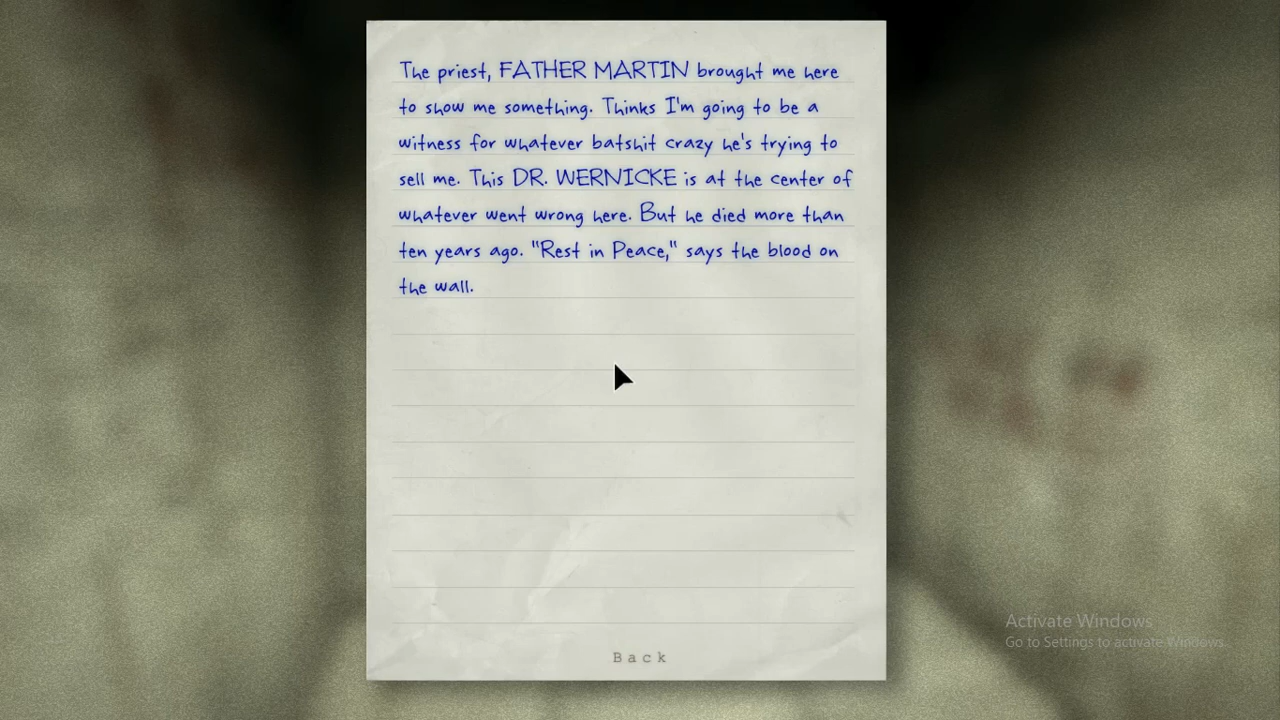 The priest, FATHER MARTIN brought me here
to show me something. Thinks I'm going to be a
witness for whatever batshit crazy he's trying to
sell me. This DR. WERNICKE is at the center of
whatever went wrong here. But he died more than
ten years ago. "Rest in Peace," says the blood on
the wall.
Activate Windows
Go to Settings to activate Windows.
Back